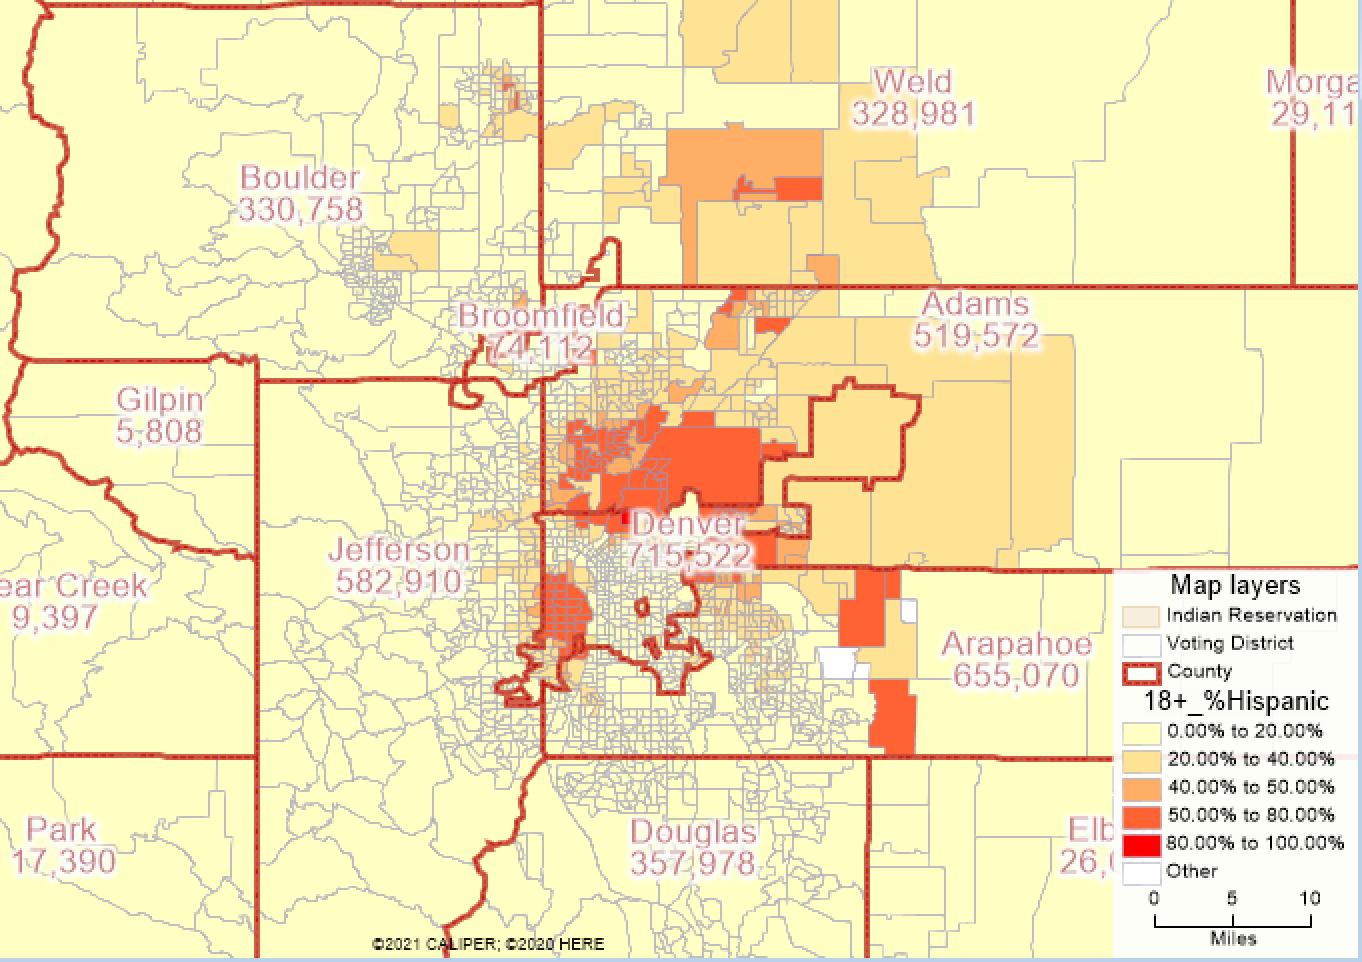 Weld
328,981
Morga
29,11
Boulder
330,758
Adams
519,572
Broomfield
74,112
Gilpin
5,808
Denver
715,522
Jefferson
582,910
ear Creek
9,397
Arapahoe
655,070
Park
17,390
Douglas
357,978
Elb
26,0
Map layers
Indian Reservation
Voting District
County
18+_%Hispanic
0.00% to 20.00%
20.00% to 40.00%
40.00% to 50.00%
50.00% to 80.00%
80.00% to 100.00%
Other
0 5 10
Miles
©2021 CALIPER; ©2020 HERE